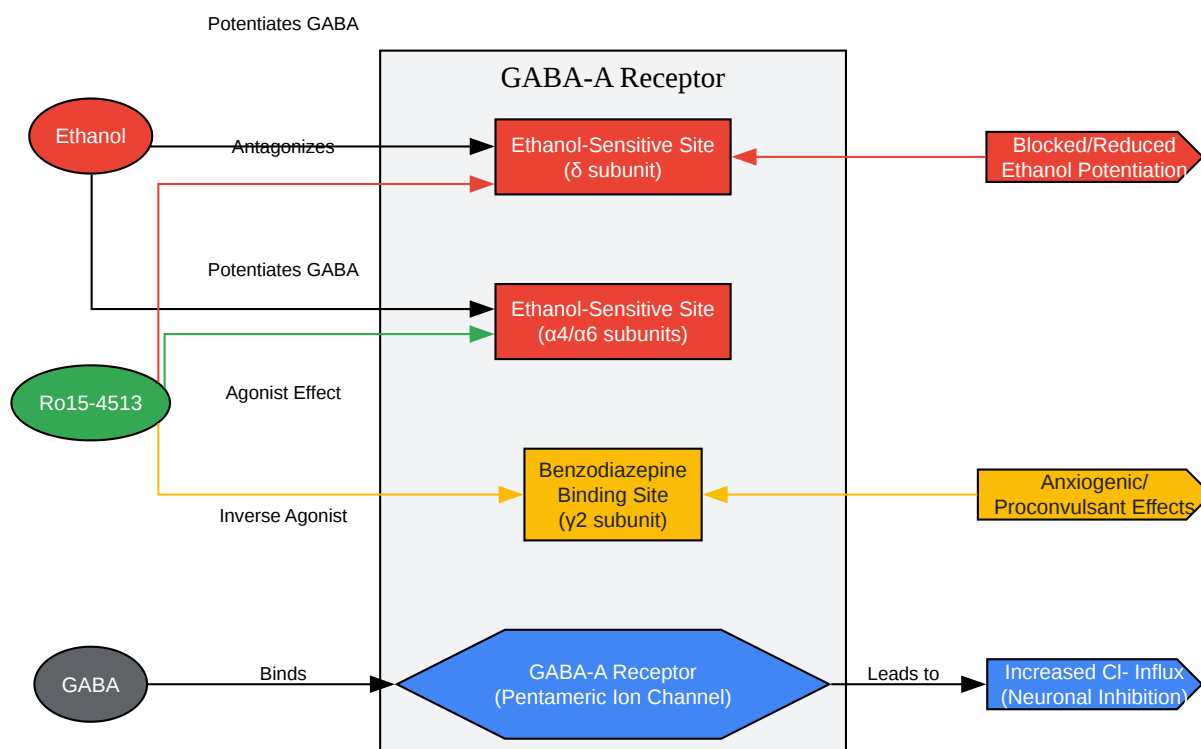 Potentiates GABA
GABA-A Receptor
Ethanol
Antagonizes
Ethanol-Sensitive Site
(δ subunit)
Blocked/Reduced
Ethanol Potentiation
Potentiates GABA
Ethanol-Sensitive Site
(α4/α6 subunits)
Ro15-4513
Agonist Effect
Benzodiazepine
Binding Site
(γ2 subunit)
Anxiogenic/
Proconvulsant Effects
Inverse Agonist
GABA
Binds
GABA-A Receptor
(Pentameric Ion Channel)
Leads to
Increased Cl- Influx
(Neuronal Inhibition)